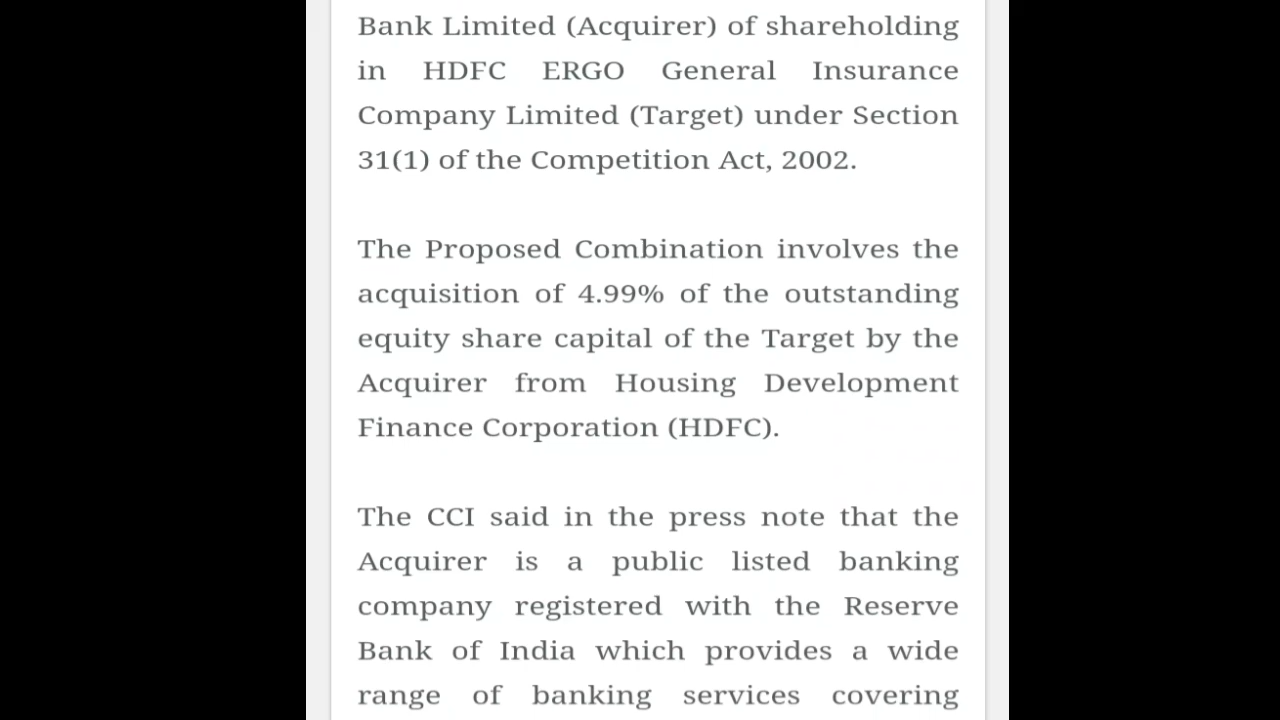 Bank Limited (Acquirer) of shareholding
in HDFC ERGO General Insurance
Company Limited (Target) under Section
31(1) of the Competition Act, 2002.
The Proposed Combination involves the
acquisition of 4.99% of the outstanding
equity share capital of the Target by the
Acquirer from Housing Development
Finance Corporation (HDFC).
The CCI said in the press note that the
Acquirer is a public listed banking
company registered with the Reserve
Bank of India which provides a wide
range of banking services covering